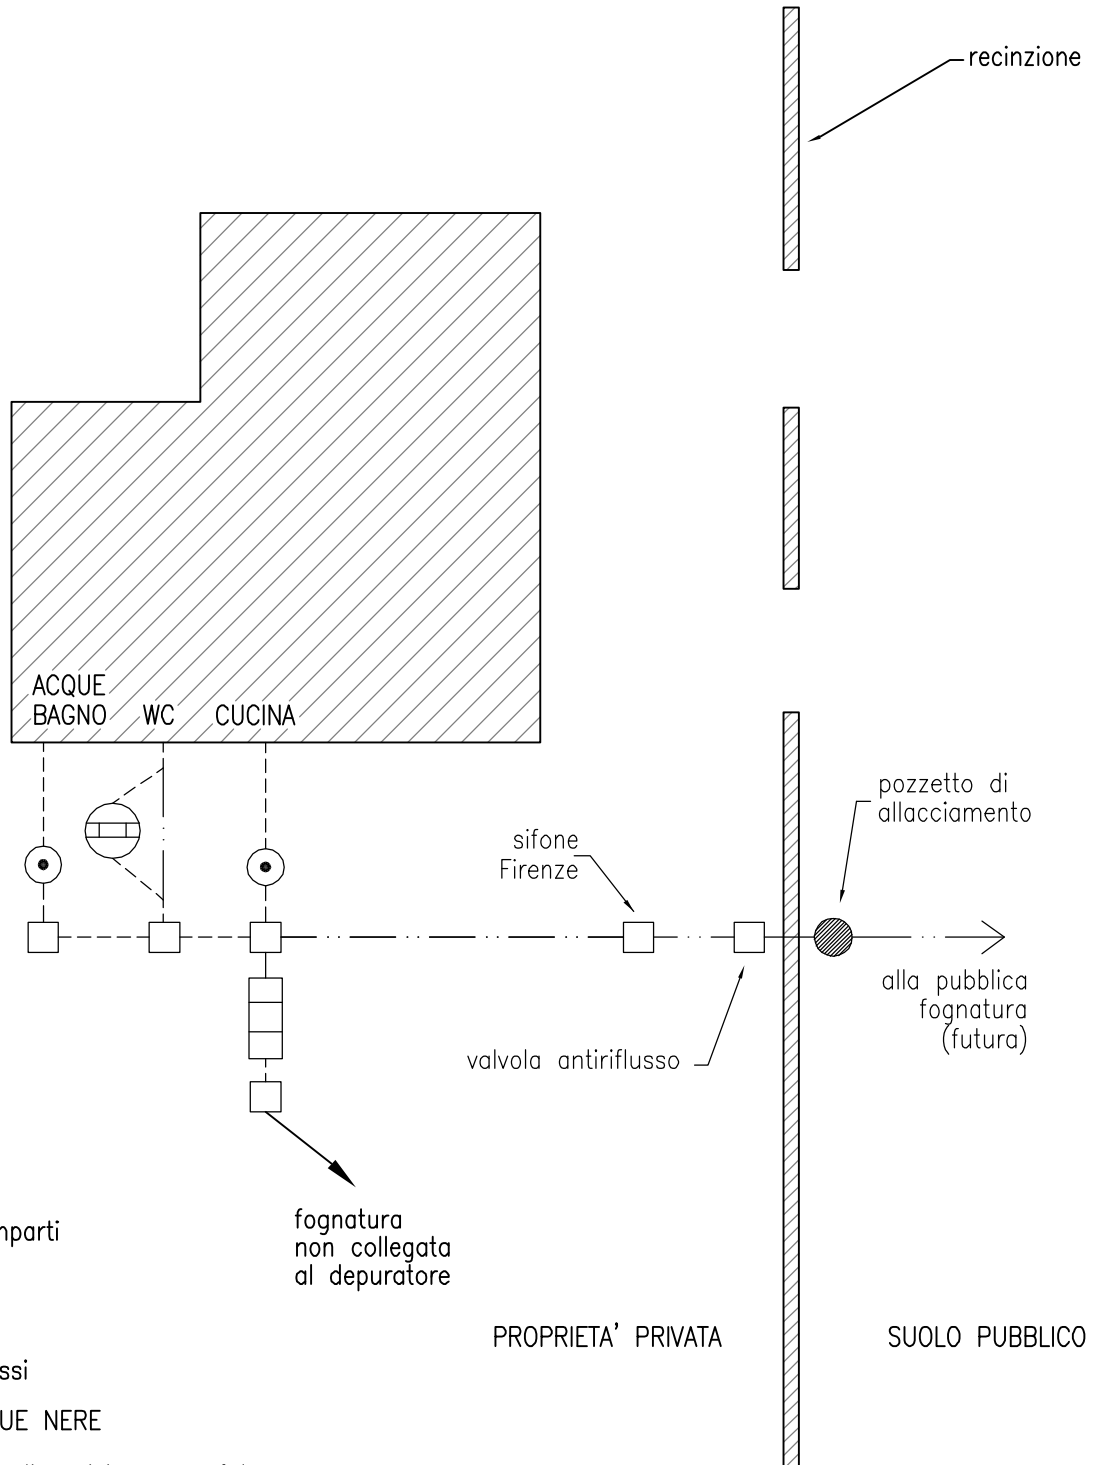 recinzione
ACQUE
BAGNO
WC
CUCINA
pozzetto di
allacciamento
sifone
Firenze
alla pubblica
fognatura
(futura)
valvola antiriflusso
fognatura
non collegata
al depuratore
PROPRIETA' PRIVATA
SUOLO PUBBLICO
NERE